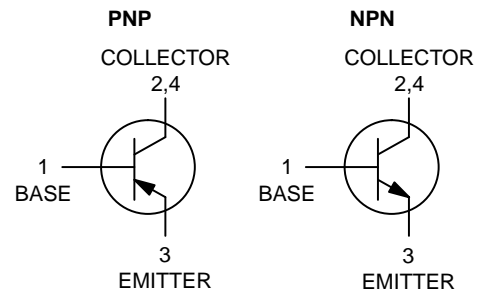 PNP
COLLECTOR
2,4
1
BASE
3
EMITTER
NPN
COLLECTOR
2,4
1
BASE
3
EMITTER